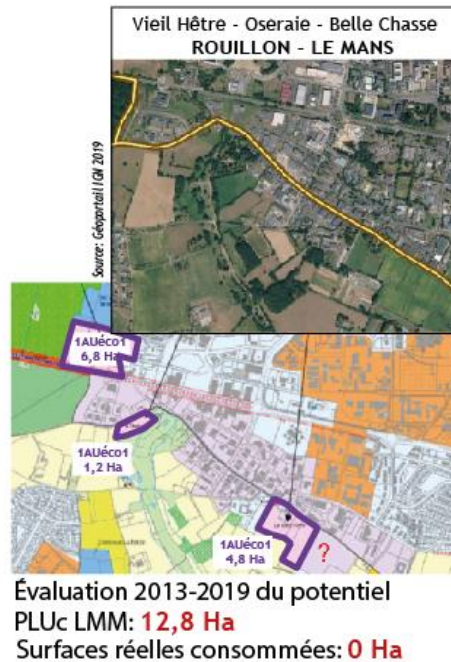 Vieil Hêtre - Oseraie - Belle Chasse
ROUILLON - LE MANS
Source: Géoportail IGN 2019
1AUéco1
6,8 Ha
1AUéco1
1,2 Ha
1AUéco1
4,8 Ha
?
Évaluation 2013-2019 du potentiel
PLUc LMM: 12,8 Ha
Surfaces réelles consommées: 0 Ha